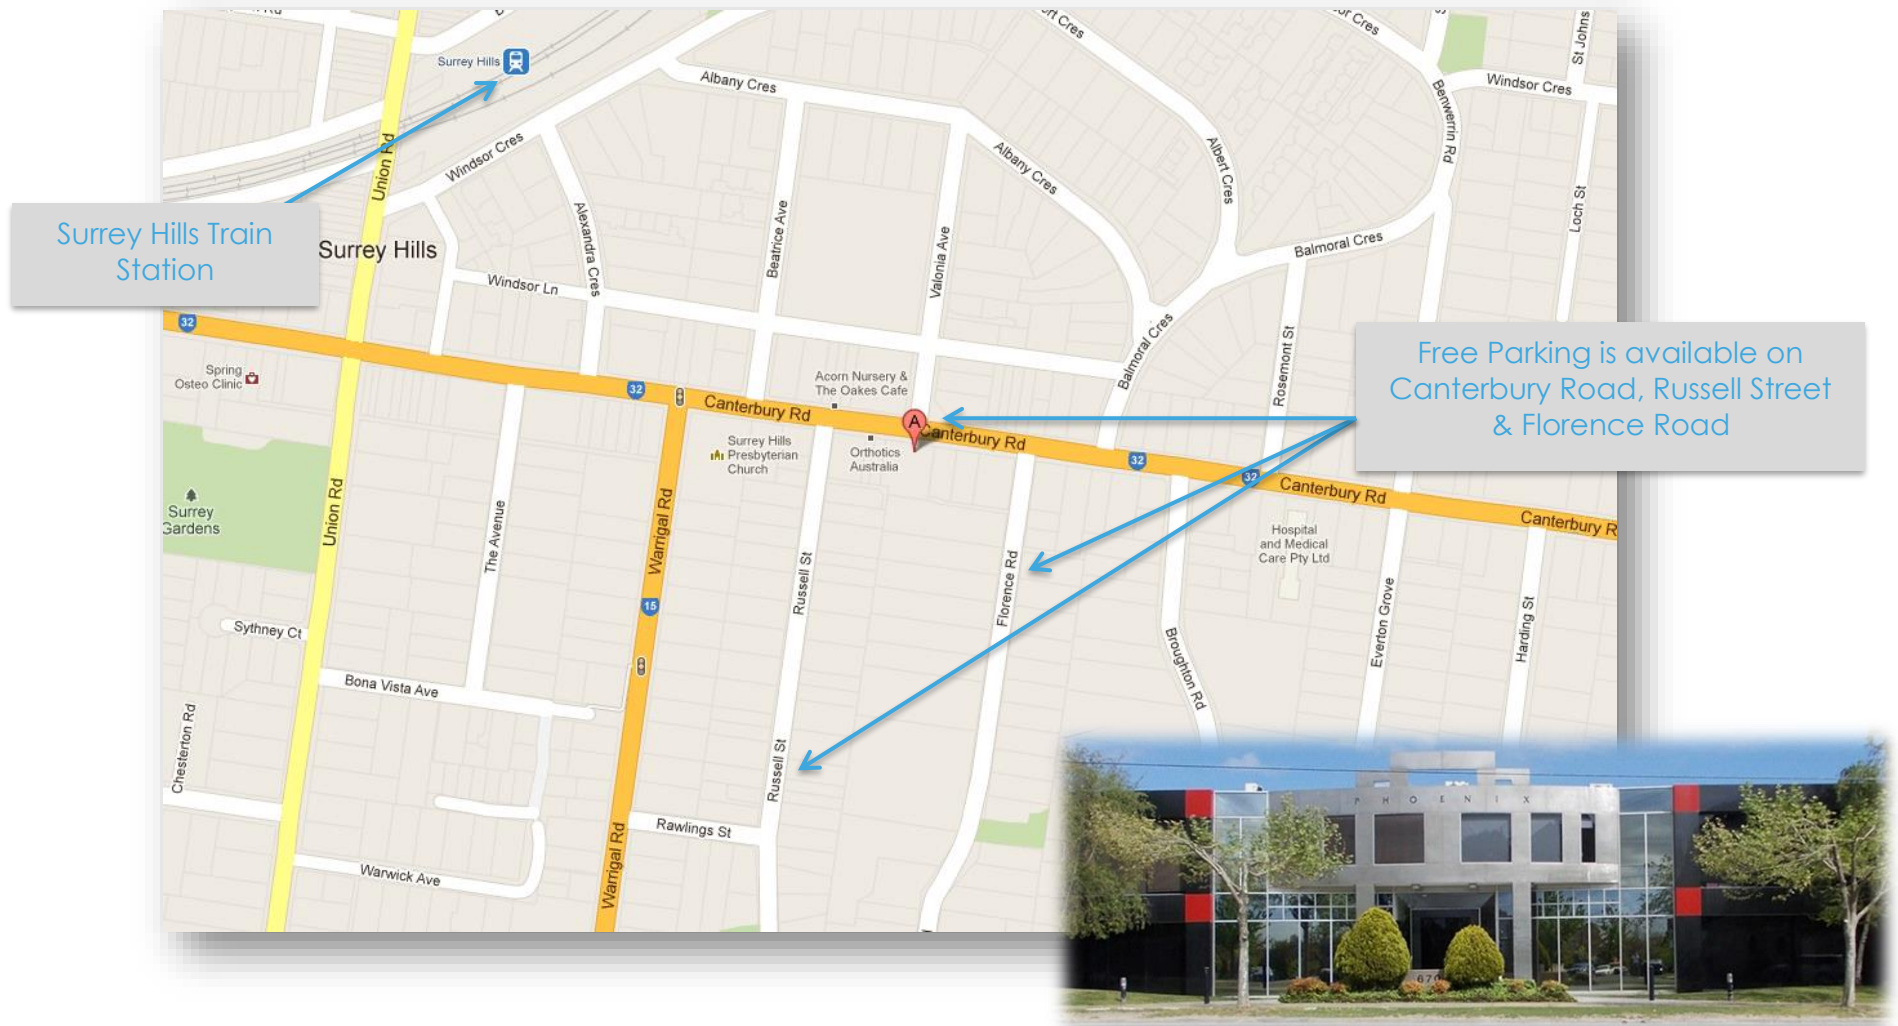 Surrey Hills
Albany Cres
Windsor Cres
St Johns
Benwerrin Rd
Union Rd
Windsor Cres
Albany Cres
Albert Cres
Loch St
Surrey Hills Train
Station
Surrey Hills
Alexandra Cres
Beatrice Ave
Valonia Ave
Balmoral Cres
Windsor Ln
32
Balmoral Cres
Rosemont St
Free Parking is available on
Canterbury Road, Russell Street
& Florence Road
Spring
Osteo Clinic
32
Acorn Nursery &
The Oakes Cafe
Canterbury Rd
A
Canterbury Rd
Surrey Hills
Presbyterian
Church
Orthotics
Australia
32
32
Canterbury Rd
Canterbury R
Surrey
Gardens
Union Rd
The Avenue
Warrigal Rd
Russell St
Florence Rd
Hospital
and Medical
Care Pty Ltd
15
Everton Grove
Harding St
Sythney Ct
Broughton Rd
Bona Vista Ave
Chesterton Rd
Russell St
Rawlings St
Warrigal Rd
Warwick Ave
PHOENIX
670